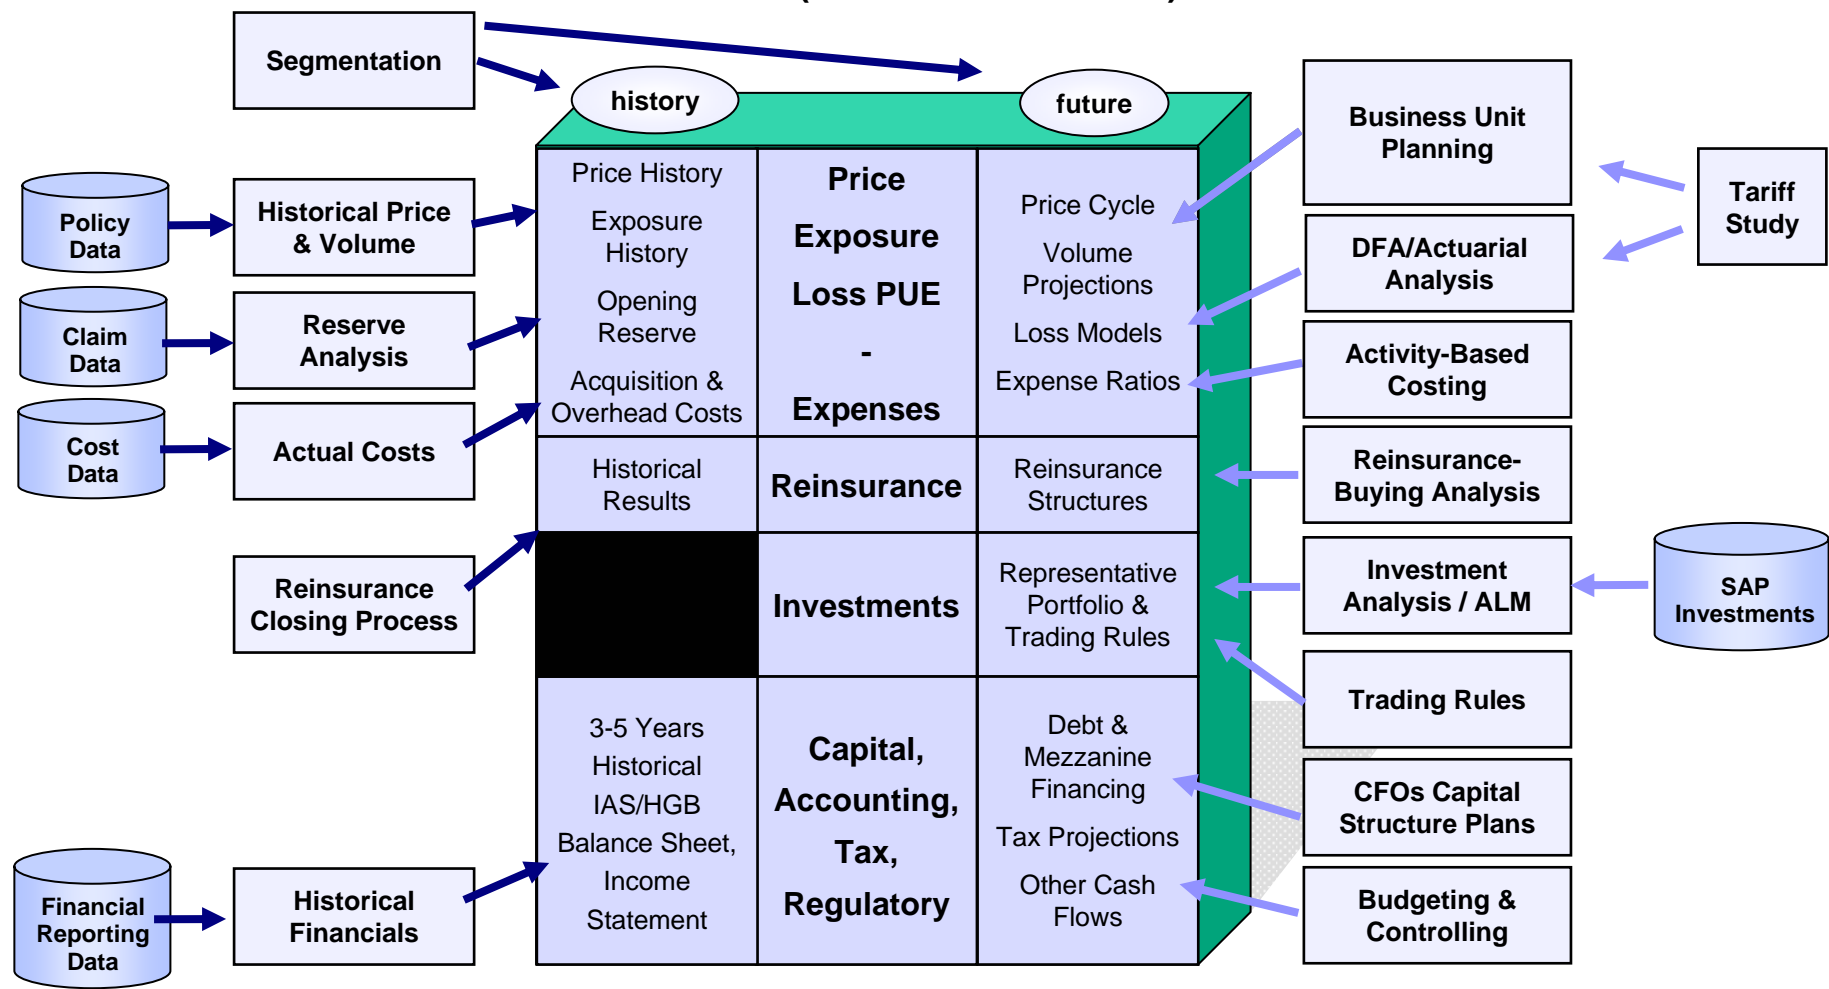 Segmentation
history
future
Policy
Data
Claim
Data
Cost
Data
Financial
Reporting
Data
Historical Price
& Volume
Reserve
Analysis
Actual Costs
Reinsurance
Closing Process
Historical
Financials
Price History
Exposure
History
Opening
Reserve
Acquisition &
Overhead Costs
Historical
Results
3-5 Years
Historical
IAS/HGB
Balance Sheet,
Income
Statement
Price
Exposure
Loss PUE
-
Expenses
Reinsurance
Investments
Capital,
Accounting,
Tax,
Regulatory
Price Cycle
Volume
Projections
Loss Models
Expense Ratios
Reinsurance
Structures
Representative
Portfolio &
Trading Rules
Debt &
Mezzanine
Financing
Tax Projections
Other Cash
Flows
Business Unit
Planning
DFA/Actuarial
Analysis
Activity-Based
Costing
Reinsurance-
Buying Analysis
Investment
Analysis / ALM
Trading Rules
CFOs Capital
Structure Plans
Budgeting &
Controlling
Tariff
Study
SAP
Investments